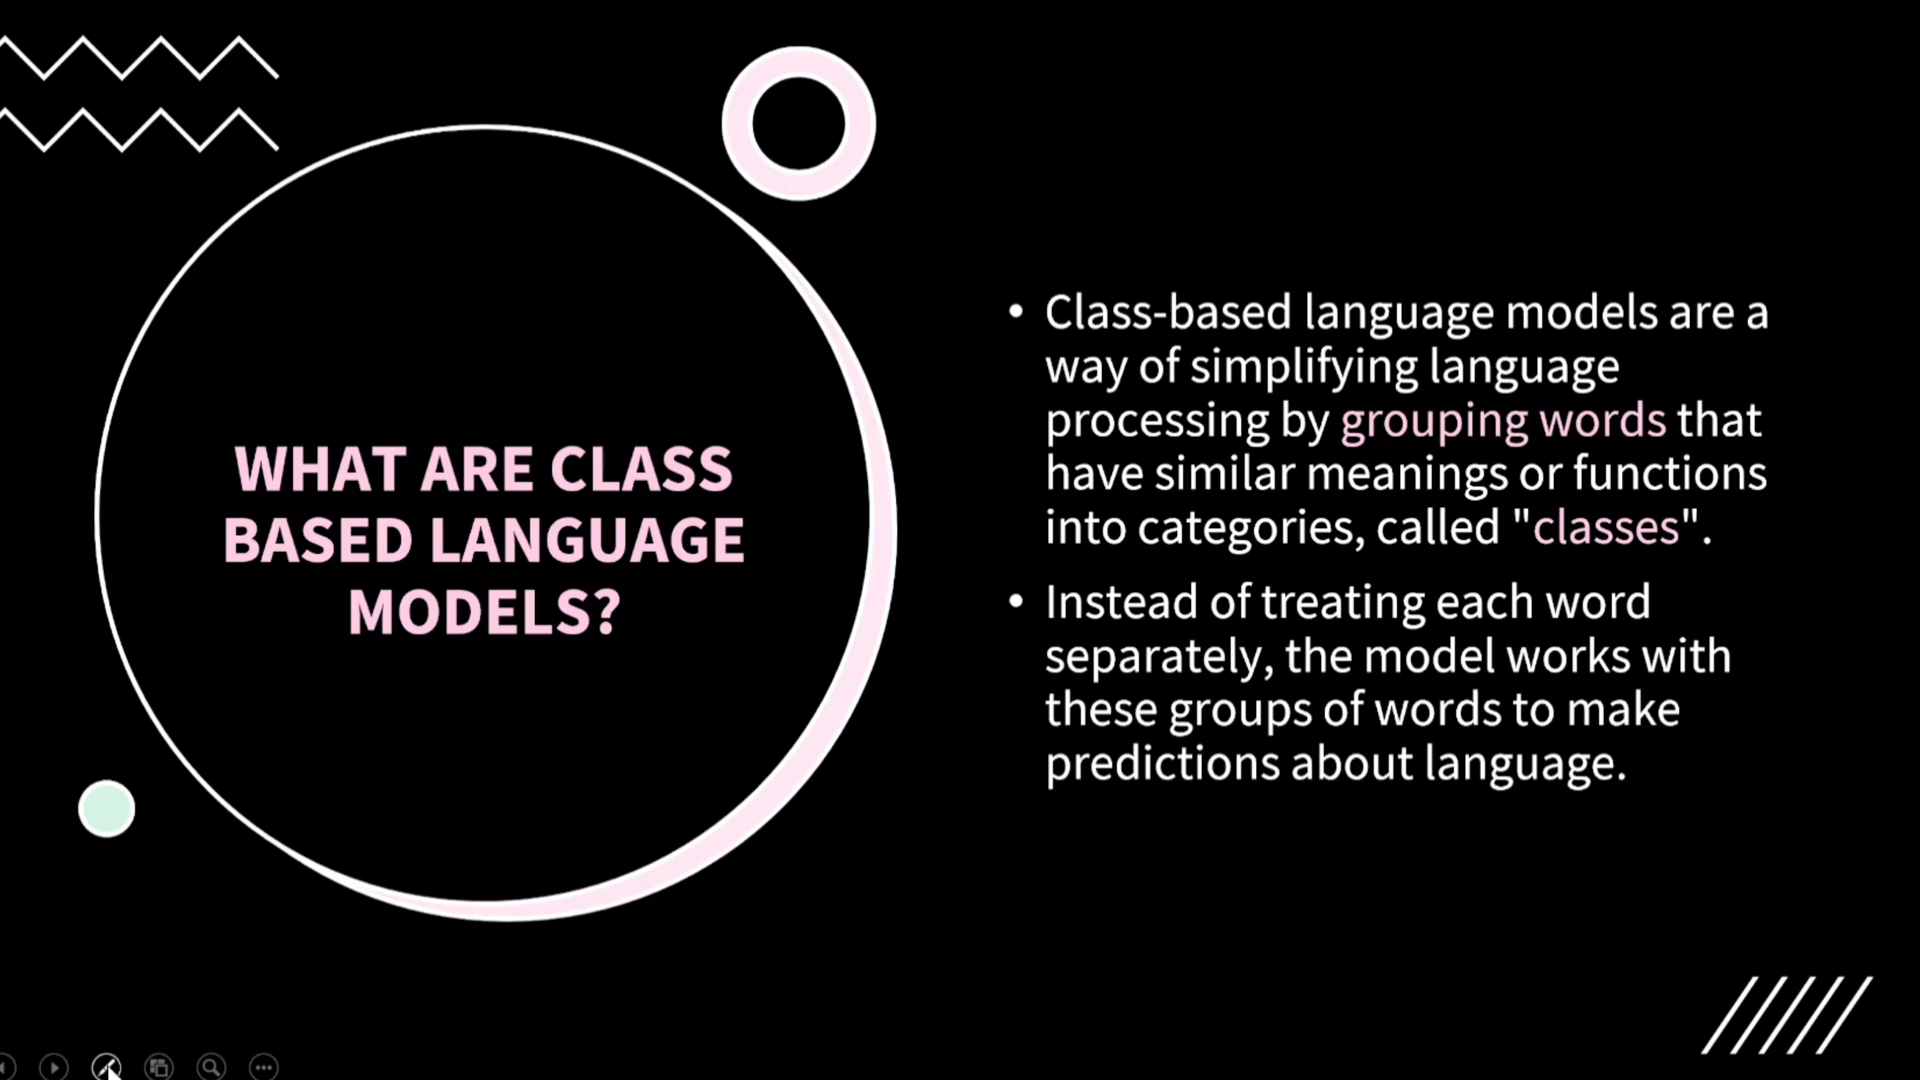 WHAT ARE CLASS
BASED LANGUAGE
MODELS?
• Class-based language models are a
way of simplifying language
processing by grouping words that
have similar meanings or functions
into categories, called "classes".
• Instead of treating each word
separately, the model works with
these groups of words to make
predictions about language.